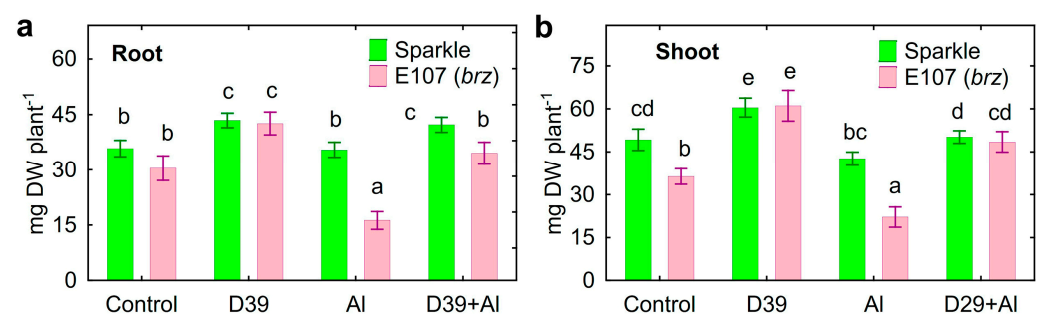 a
Root
Sparkle
E107 (brz)
mg DW plant-1
60
45
30
15
0
b
b
c
c
b
a
c
b
Control
D39
Al
D39+Al
b
Shoot
Sparkle
E107 (brz)
mg DW plant-1
75
60
45
30
15
0
cd
b
e
e
bc
a
d
cd
Control
D39
Al
D29+Al